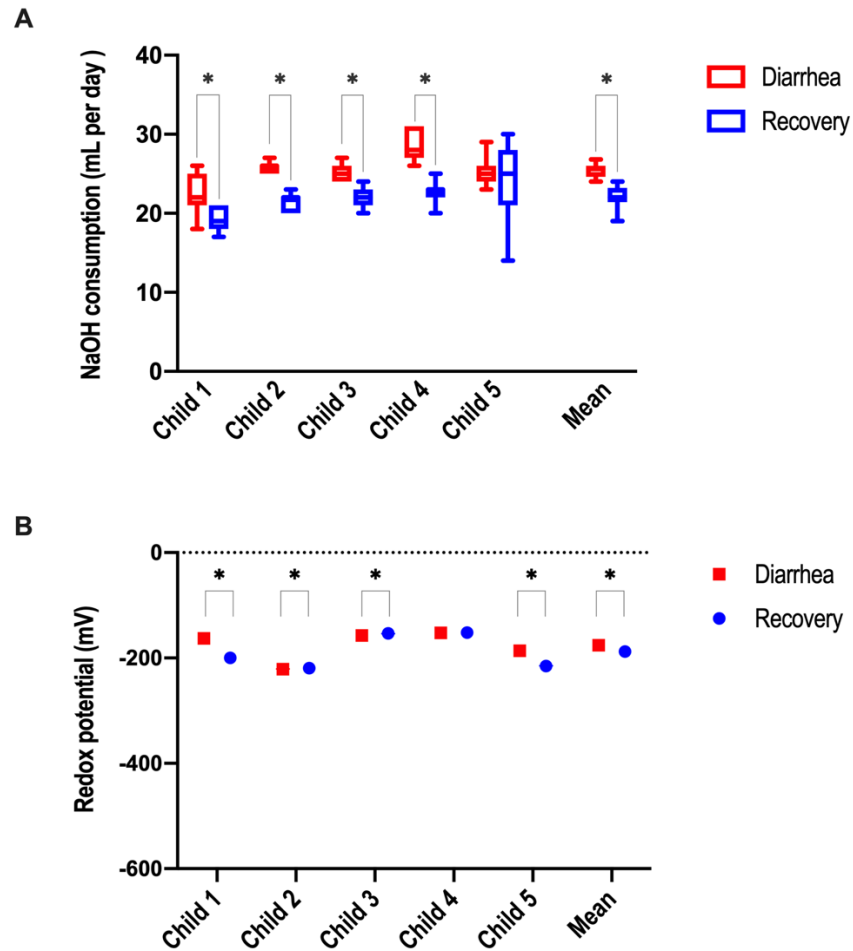 A
NaOH consumption (mL per day )
40
30
20
10
0
* * * * *
Child 1
Child 2
Child 3
Child 4
Child 5
Mean
Diarrhea
Recovery
B
Redox potential (mV)
0
-200
-400
-600
* * * * *
Child 1
Child 2
Child 3
Child 4
Child 5
Mean
Diarrhea
Recovery